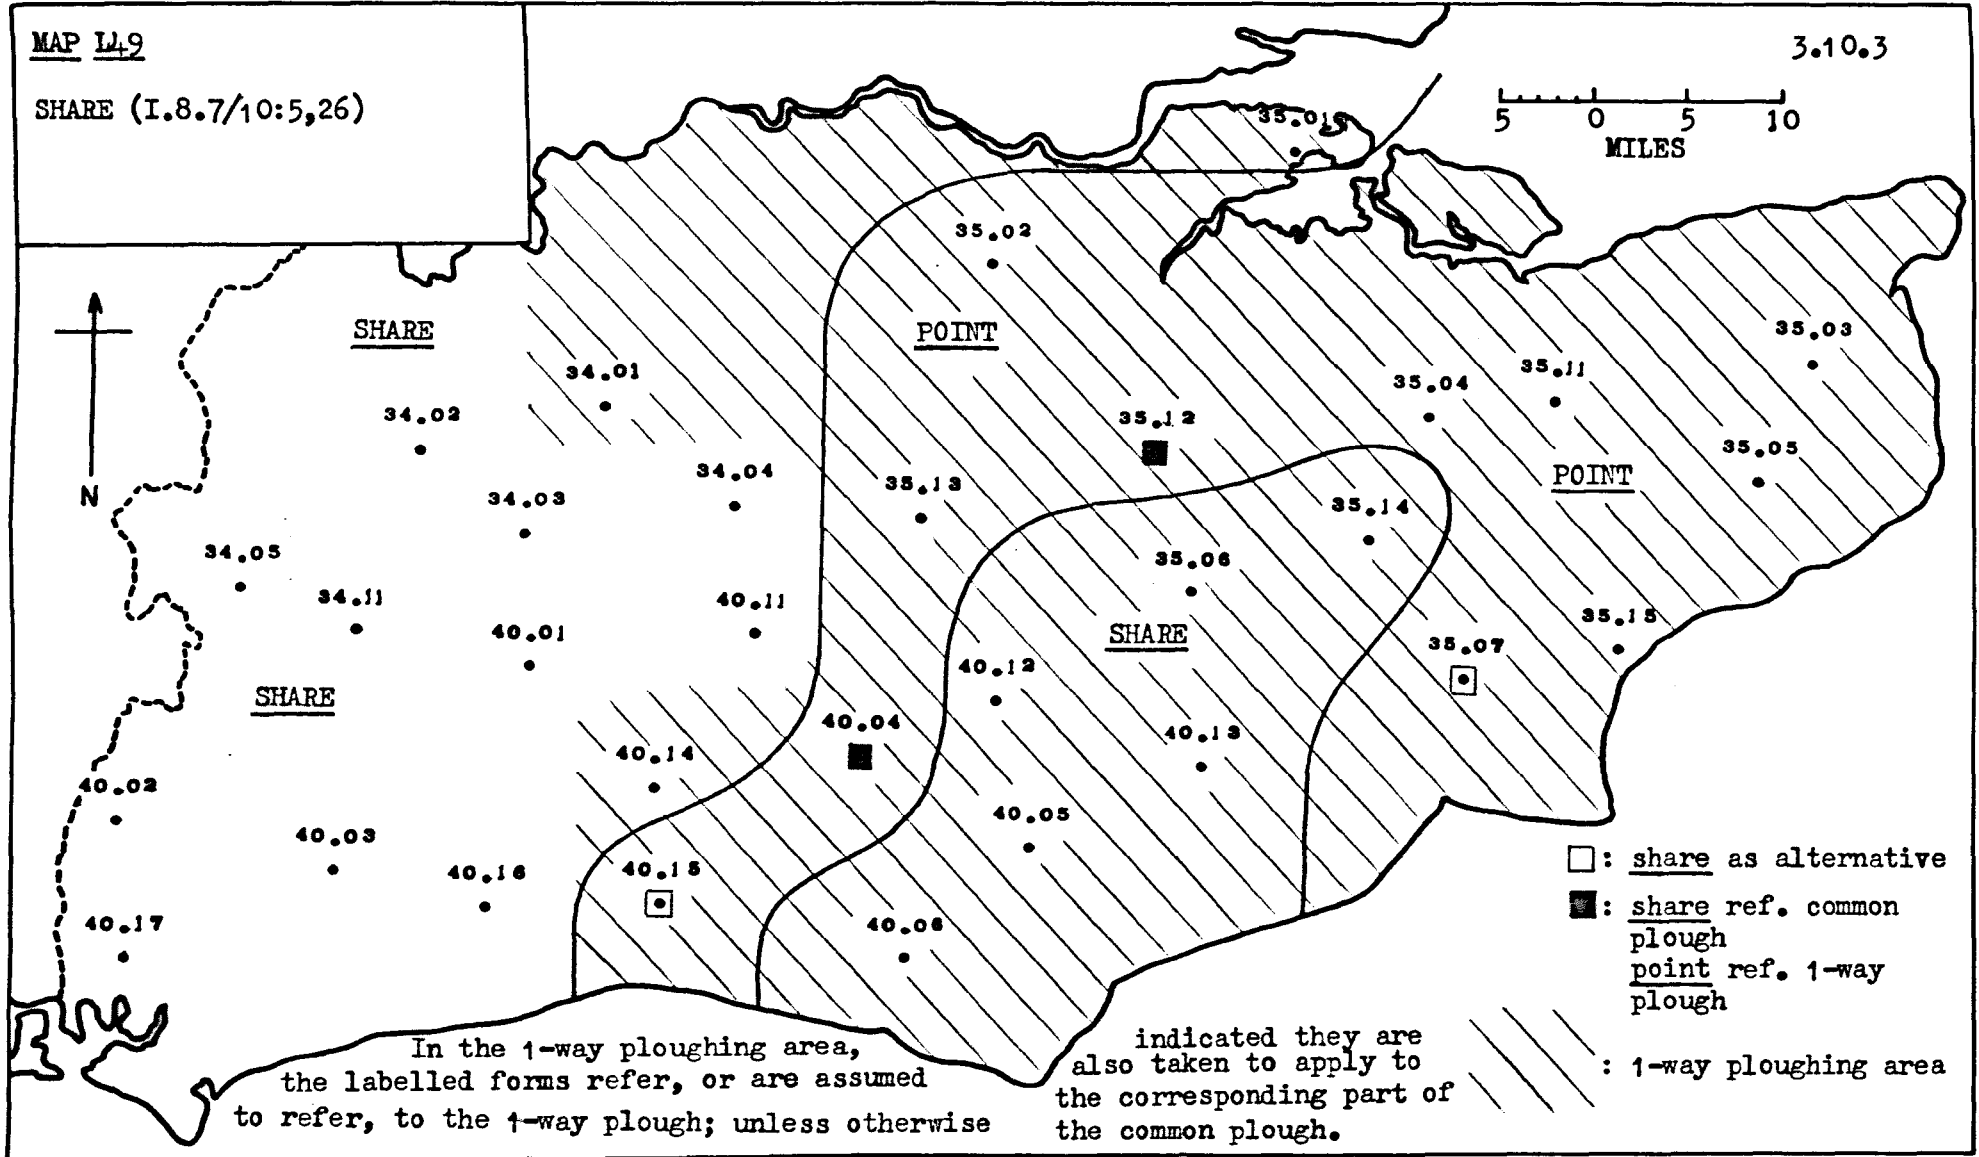 MAP L49
SHARE (I.8.7/10:5,26)
3.10.3
5 0 5 10
MILES
35.01
35.02
SHARE
POINT
35.03
34.01
35.11
35.04
34.02
35.12
35.05
34.04
POINT
N
34.03
35.13
35.14
34.05
35.06
34.11
40.11
35.15
40.01
SHARE
35.07
40.12
SHARE
40.04
40.13
40.14
40.02
40.05
40.03
40.16
40.15
40.17
40.06
: share as alternative
: share ref. common
plough
point ref. 1-way
plough
: 1-way ploughing area
In the 1-way ploughing area,
the labelled forms refer, or are assumed
to refer, to the 1-way plough; unless otherwise
indicated they are
also taken to apply to
the corresponding part of
the common plough.